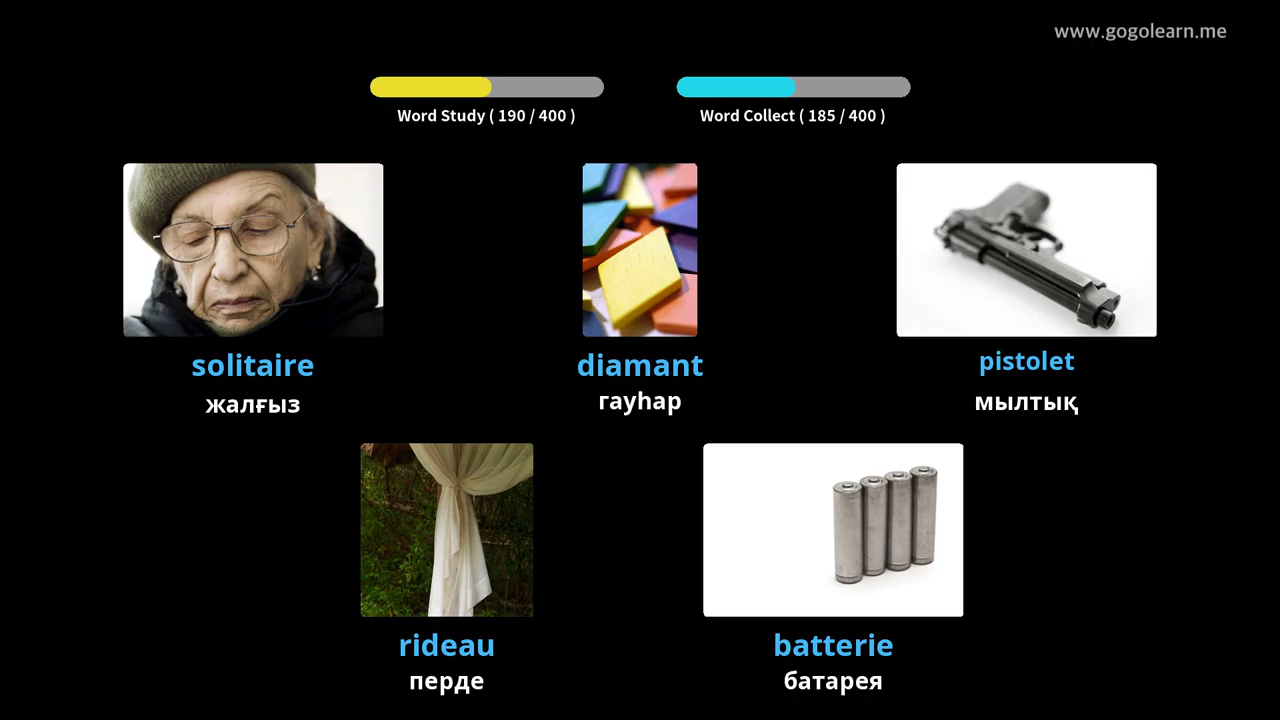 www.gogolearn.me
Word Study ( 190 / 400 )
Word Collect ( 185 / 400 )
solitaire
жалғыз
diamant
гауһар
pistolet
мылтық
rideau
перде
batterie
батарея